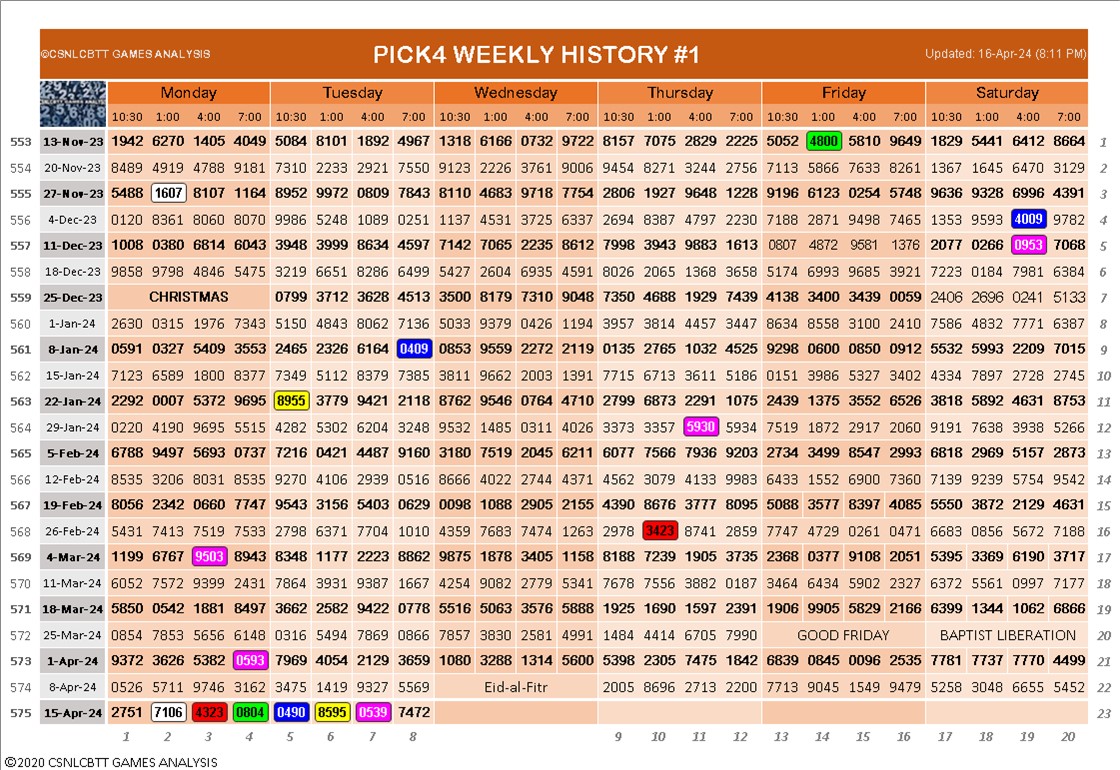 ©CSNLCBTT GAMES ANALYSIS PICK4 WEEKLY HISTORY #1 Updated: 16-Apr-24 (8:11 PM)
CSNLCBTT GAMES ANALYSIS Monday Tuesday Wednesday Thursday Friday Saturday
10:30 1:00 4:00 7:00 10:30 1:00 4:00 7:00 10:30 1:00 4:00 7:00 10:30 1:00 4:00 7:00 10:30 1:00 4:00 7:00 10:30 1:00 4:00 7:00
553 13-Nov-23 1942 6270 1405 4049 5084 8101 1892 4967 1318 6166 0732 9722 8157 7075 2829 2225 5052 4800 5810 9649 1829 5441 6412 8664 1
554 20-Nov-23 8489 4919 4788 9181 7310 2233 2921 7550 9123 2226 3761 9006 9454 8271 3244 2756 7113 5866 7633 8261 1367 1645 6470 3129 2
555 27-Nov-23 5488 1607 8107 1164 8952 9972 0809 7843 8110 4683 9718 7754 2806 1927 9648 1228 9196 6123 0254 5748 9636 9328 6996 4391 3
556 4-Dec-23 0120 8361 8060 8070 9986 5248 1089 0251 1137 4531 3725 6337 2694 8387 4797 2230 7188 2871 9498 7465 1353 9593 4009 9782 4
557 11-Dec-23 1008 0380 6814 6043 3948 3999 8634 4597 7142 7065 2235 8612 7998 3943 9883 1613 0807 4872 9581 1376 2077 0266 0953 7068 5
558 18-Dec-23 9858 9798 4846 5475 3219 6651 8286 6499 5427 2604 6935 4591 8026 2065 1368 3658 5174 6993 9685 3921 7223 0184 7981 6384 6
559 25-Dec-23 CHRISTMAS 0799 3712 3628 4513 3500 8179 7310 9048 7350 4688 1929 7439 4138 3400 3439 0059 2406 2696 0241 5133 7
560 1-Jan-24 2630 0315 1976 7343 5150 4843 8062 7136 5033 9379 0426 1194 3957 3814 4457 3447 8634 8558 3100 2410 7586 4832 7771 6387 8
561 8-Jan-24 0591 0327 5409 3553 2465 2326 6164 0409 0853 9559 2272 2119 0135 2765 1032 4525 9298 0600 8650 0912 5532 5993 2209 7015 9
562 15-Jan-24 7123 6589 1800 8377 7349 5112 8379 7385 3811 9662 2003 1391 7715 6713 3611 5186 0151 3986 5327 3402 4334 7897 2728 2745 10
563 22-Jan-24 2292 0007 5372 9695 8955 3779 9421 2118 8762 9546 0764 4710 2799 6873 2291 1075 2439 1375 3552 6526 3818 5892 4631 8753 11
564 29-Jan-24 0220 4190 9695 5515 4282 5302 6204 3248 9532 1485 0311 4026 3373 3357 5930 5934 7519 1872 2917 2060 9191 7638 3938 5266 12
565 5-Feb-24 6788 9497 5693 0737 7216 0421 4487 9160 3180 7519 2045 6211 6077 7566 7936 9203 2734 3499 8547 2993 6818 2969 5157 2873 13
566 12-Feb-24 8535 3206 8031 8535 9270 4106 2939 0516 8666 4022 2744 4371 4562 3079 4133 9983 6433 1552 6900 7360 7139 9239 5754 9542 14
567 19-Feb-24 8056 2342 0660 7747 9543 3156 5403 0629 0098 1088 2905 2155 4390 8676 3777 8095 5088 3577 8397 4085 5550 3872 2129 4631 15
568 26-Feb-24 5431 7413 7519 7533 2798 6371 7704 1010 4359 7683 7474 1263 2978 3423 8741 2859 7747 4729 0261 0471 6683 0856 5672 7188 16
569 4-Mar-24 1199 6767 9503 8943 8348 1177 2223 8862 9875 1878 3405 1158 8188 7239 1905 3735 2368 0377 9108 2051 5395 3369 6190 3717 17
570 11-Mar-24 6052 7572 9399 2431 7864 3931 9387 1667 4254 9082 2779 5341 7678 7556 3882 0187 3464 6434 5902 2327 6372 5561 0997 7177 18
571 18-Mar-24 5850 0542 1881 8497 3662 2582 9422 0778 5516 5063 3576 5888 1925 1690 1597 2391 1906 9905 5829 2166 6399 1344 1062 6866 19
572 25-Mar-24 0854 7853 5656 6148 0316 5494 7869 0866 7857 3830 2581 4991 1484 4414 6705 7990 GOOD FRIDAY BAPTIST LIBERATION 20
573 1-Apr-24 9372 3626 5382 0593 7969 4054 2129 3659 1080 3288 1314 5600 5398 2305 7475 1842 6839 0845 0096 2535 7781 7737 7770 4499 21
574 8-Apr-24 0526 5711 9746 3162 3475 1419 9327 5569 Eid-al-Fitr 2005 8696 2713 2200 7713 9045 1549 9479 5258 3048 6655 5452 22
575 15-Apr-24 2751 7106 4323 0804 0490 8595 0539 7472 23
1 2 3 4 5 6 7 8 9 10 11 12 13 14 15 16 17 18 19 20
©2020 CSNLCBTT GAMES ANALYSIS